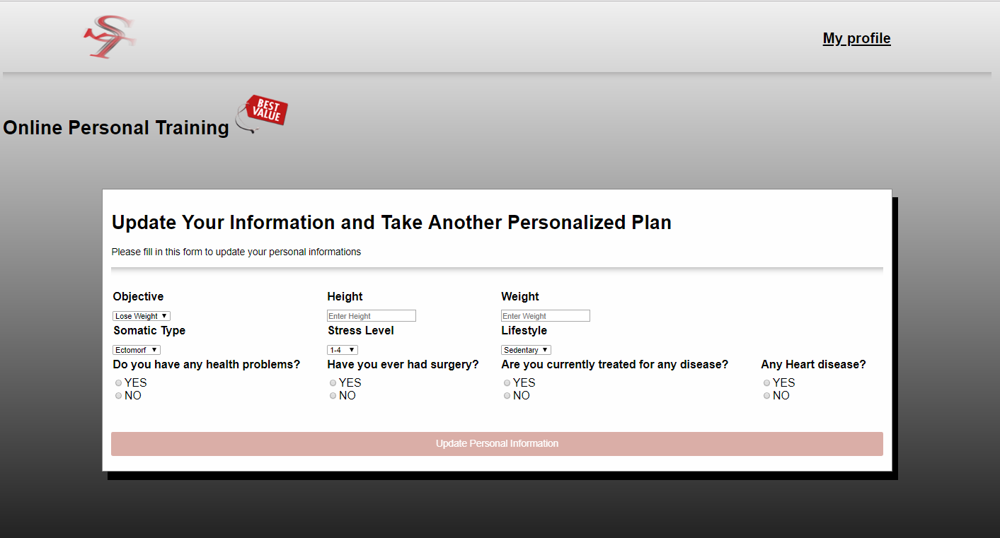 My profile
Online Personal Training
BEST
VALUE
Update Your Information and Take Another Personalized Plan
Please fill in this form to update your personal informations
Objective Height Weight
Lose Weight Enter Height Enter Weight
Somatic Type Stress Level Lifestyle
Ectomorf 1-4 Sedentary
Do you have any health problems? Have you ever had surgery? Are you currently treated for any disease? Any Heart disease?
YES YES YES YES
NO NO NO NO
Update Personal Information